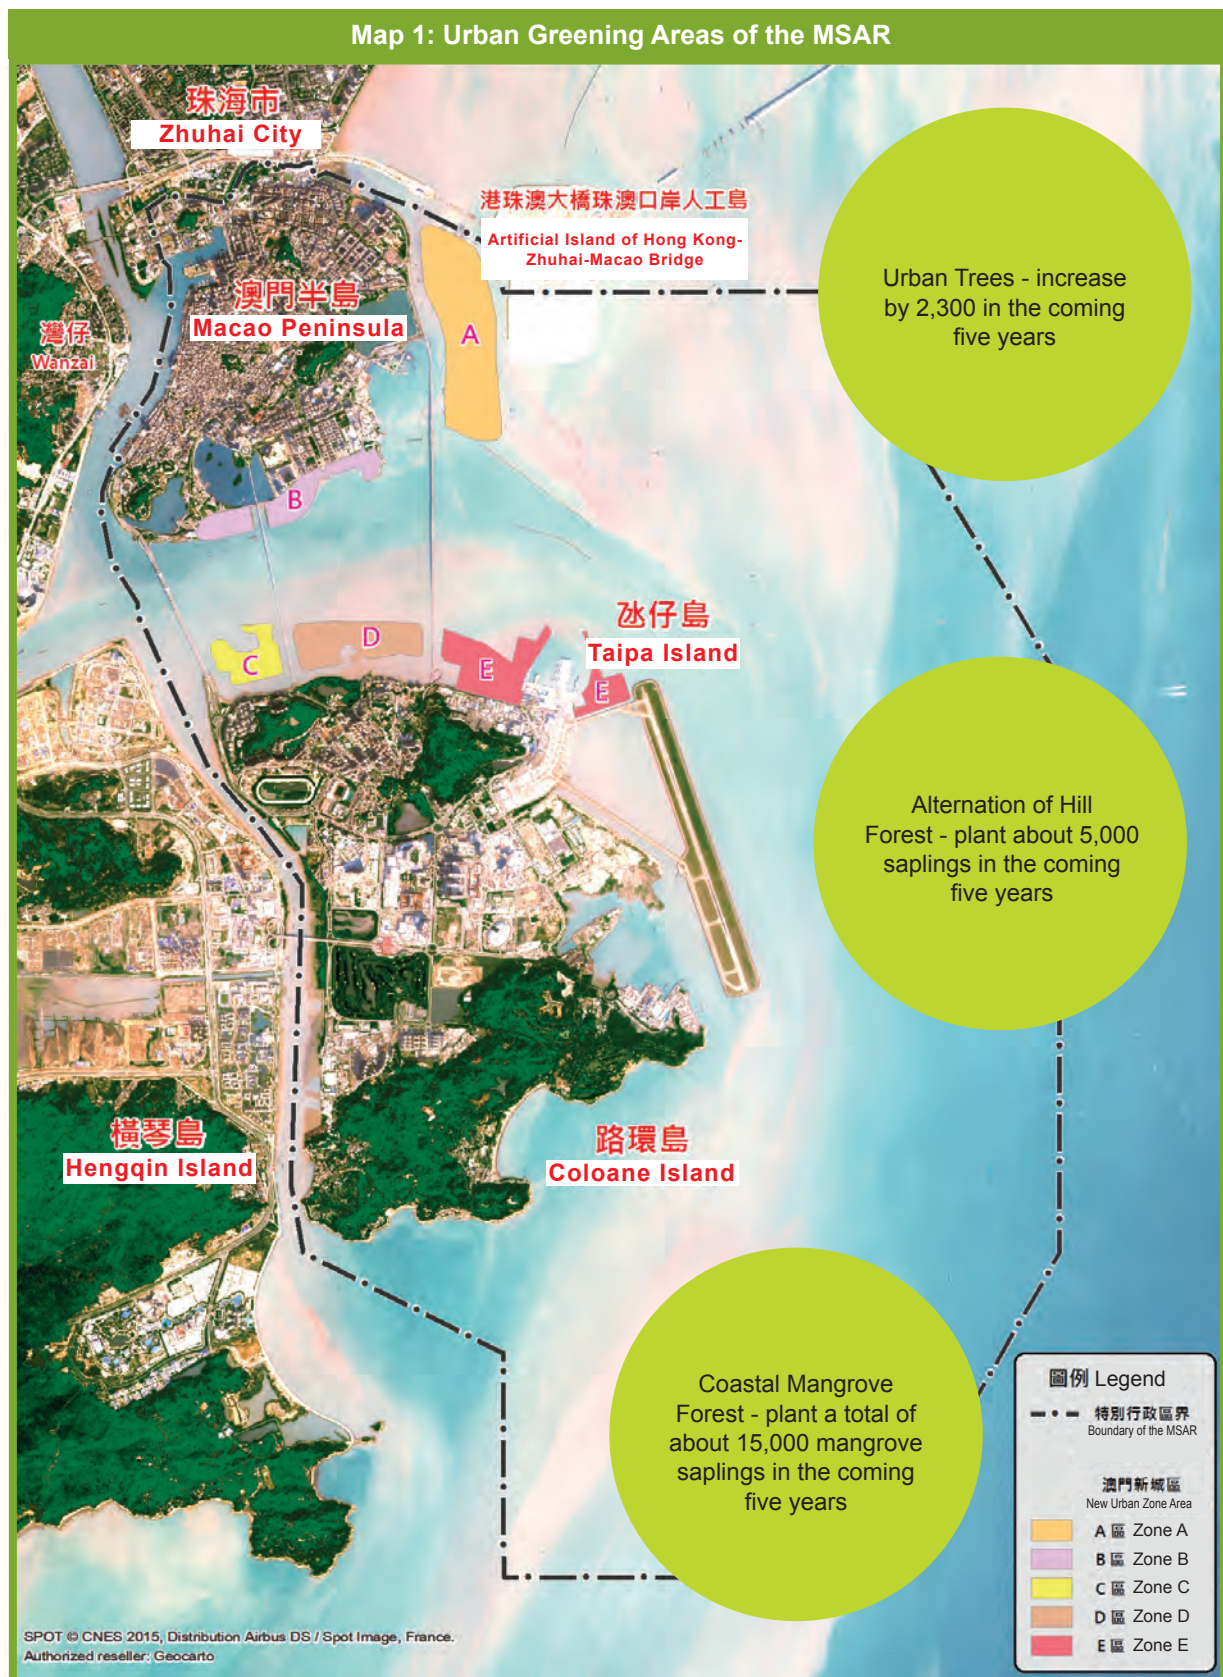 Map 1: Urban Greening Areas of the MSAR
珠海市
Zhuhai City
港珠澳大橋珠澳口岸人工島
Artificial Island of Hong Kong-
Zhuhai-Macao Bridge
Urban Trees - increase
by 2,300 in the coming
five years
澳門半島
Macao Peninsula
灣仔
Wanzai
A
B
氹仔島
Taipa Island
C
D
E
E
Alternation of Hill
Forest - plant about 5,000
saplings in the coming
five years
橫琴島
Hengqin Island
路環島
Coloane Island
Coastal Mangrove
Forest - plant a total of
about 15,000 mangrove
saplings in the coming
five years
圖例 Legend
特別行政區界
Boundary of the MSAR
澳門新城區
New Urban Zone Area
A 區 Zone A
B 區 Zone B
C 區 Zone C
D 區 Zone D
E 區 Zone E
SPOT © CNES 2015, Distribution Airbus DS / Spot Image, France.
Authorized reseller: Geocarto